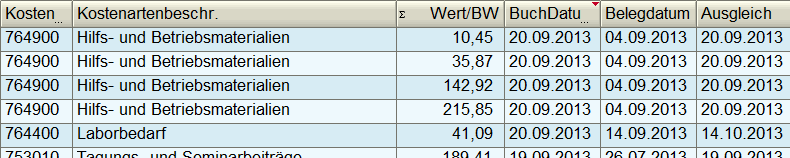 Kosten... Kostenartenbeschr. Σ Wert/BW BuchDatu... Belegdatum Ausgleich
764900 Hilfs- und Betriebsmaterialien 10,45 20.09.2013 04.09.2013 20.09.2013
764900 Hilfs- und Betriebsmaterialien 35,87 20.09.2013 04.09.2013 20.09.2013
764900 Hilfs- und Betriebsmaterialien 142,92 20.09.2013 04.09.2013 20.09.2013
764900 Hilfs- und Betriebsmaterialien 215,85 20.09.2013 04.09.2013 20.09.2013
764400 Laborbedarf 41,09 20.09.2013 14.09.2013 14.10.2013
753010 Tagungs- und Seminarbeiträge 189,41 19.09.2013 26.07.2013 19.09.2013